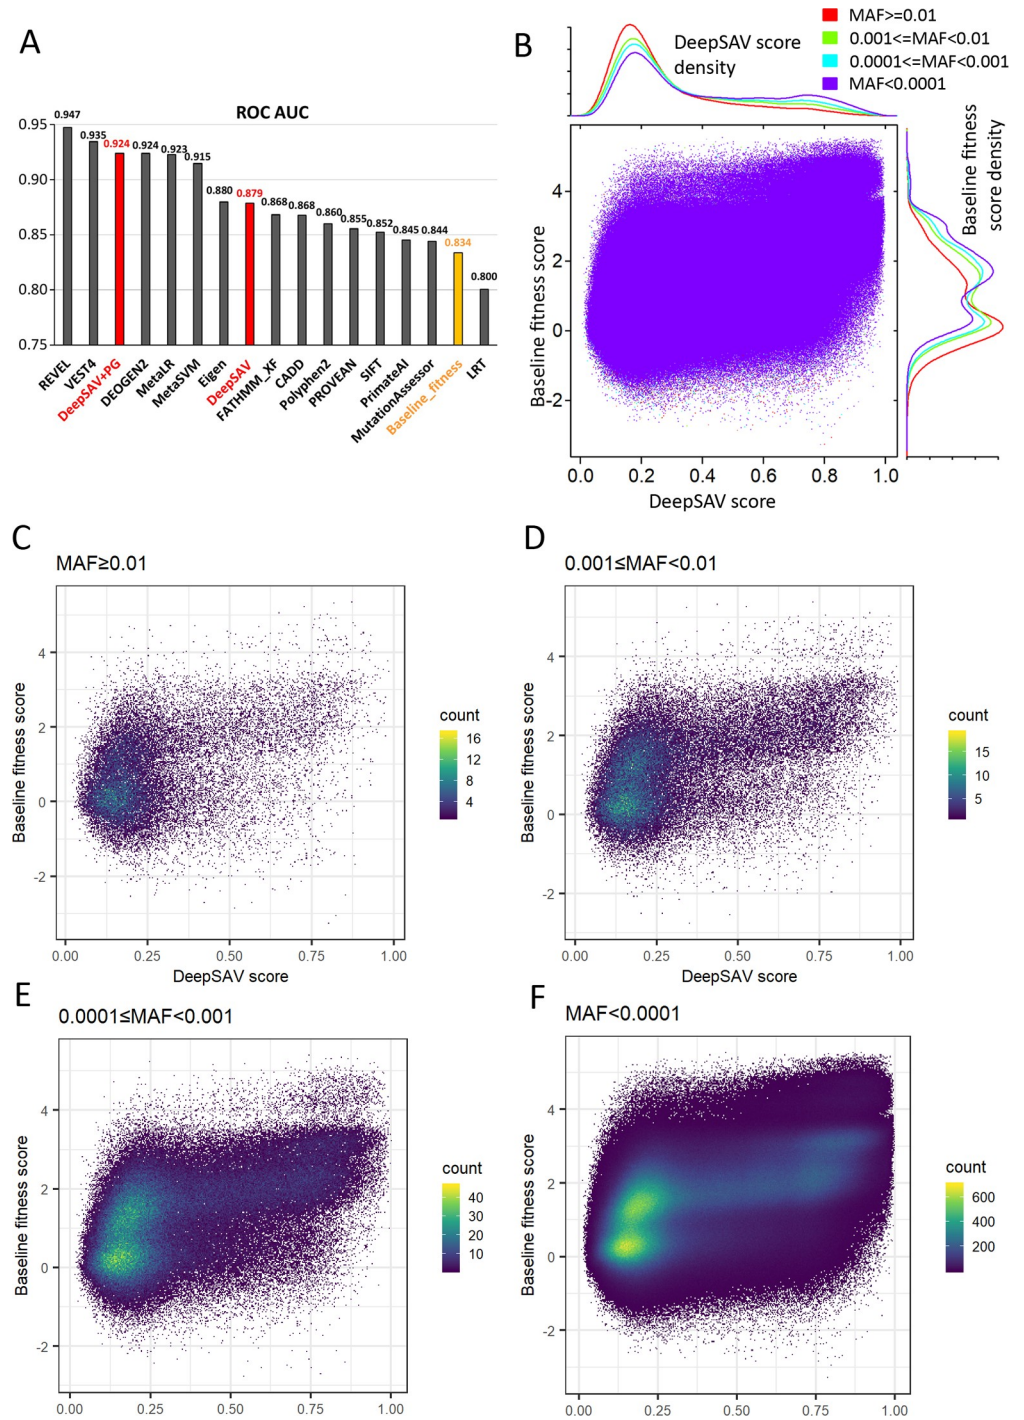 A
ROC AUC
0.95
0.90
0.85
0.80
0.75
0.947
0.935
0.924
0.924
0.923
0.915
0.880
0.879
0.868
0.868
0.860
0.855
0.852
0.845
0.844
0.834
0.800
REVEL
VEST4
DeepSAV+PG
DEOGEN2
MetaLR
MetaSVM
Eigen
DeepSAV
FATHMM_XF
CADD
Polyphen2
PROVEAN
SIFT
PrimateAI
MutationAssessor
Baseline_fitness
LRT
B
DeepSAV score
density
MAF>=0.01
0.001<=MAF<0.01
0.0001<=MAF<0.001
MAF<0.0001
Baseline fitness
score density
Baseline fitness score
4
2
0
-2
0.0 0.2 0.4 0.6 0.8 1.0
DeepSAV score
C
MAF≥0.01
Baseline fitness score
4
2
0
-2
0.00 0.25 0.50 0.75 1.00
DeepSAV score
count
16
12
8
4
D
0.001≤MAF<0.01
Baseline fitness score
4
2
0
-2
0.00 0.25 0.50 0.75 1.00
DeepSAV score
count
15
10
5
E
0.0001≤MAF<0.001
Baseline fitness score
4
2
0
-2
0.00 0.25 0.50 0.75 1.00
count
40
30
20
10
F
MAF<0.0001
Baseline fitness score
4
2
0
-2
0.00 0.25 0.50 0.75 1.00
count
600
400
200